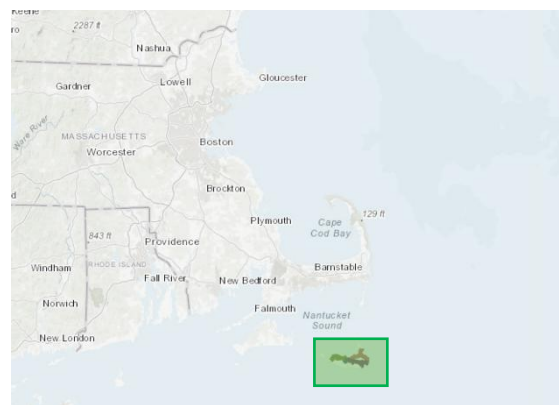 Keene
ro
2287 ft
Nashua
Gardner
Lowell
Gloucester
Ware River
MASSACHUSETTS
Boston
Worcester
d
Brockton
Plymouth
Cape
Cod Bay
129 ft
843 ft
Providence
Windham
RHODE ISLAND
Fall River
New Bedford
Barnstable
Norwich
Falmouth
Nantucket
Sound
New London